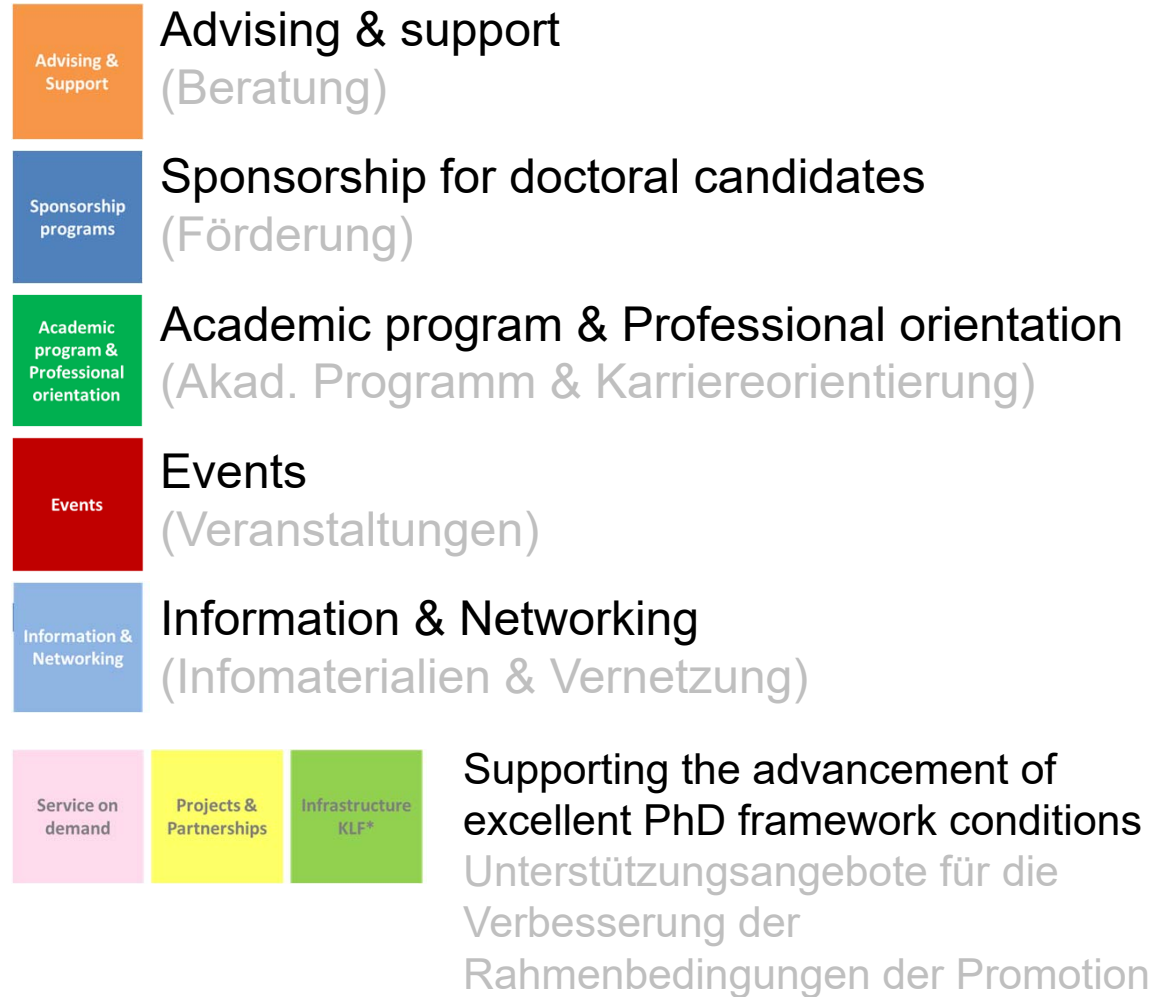 Advising &
Support
Advising & support
(Beratung)
Sponsorship
programs
Sponsorship for doctoral candidates
(Förderung)
Academic
program &
Professional
orientation
Academic program & Professional orientation
(Akad. Programm & Karriereorientierung)
Events
Events
(Veranstaltungen)
Information &
Networking
Information & Networking
(Infomaterialien & Vernetzung)
Service on
demand
Projects &
Partnerships
Infrastructure
KLF*
Supporting the advancement of
excellent PhD framework conditions
Unterstützungsangebote für die
Verbesserung der
Rahmenbedingungen der Promotion